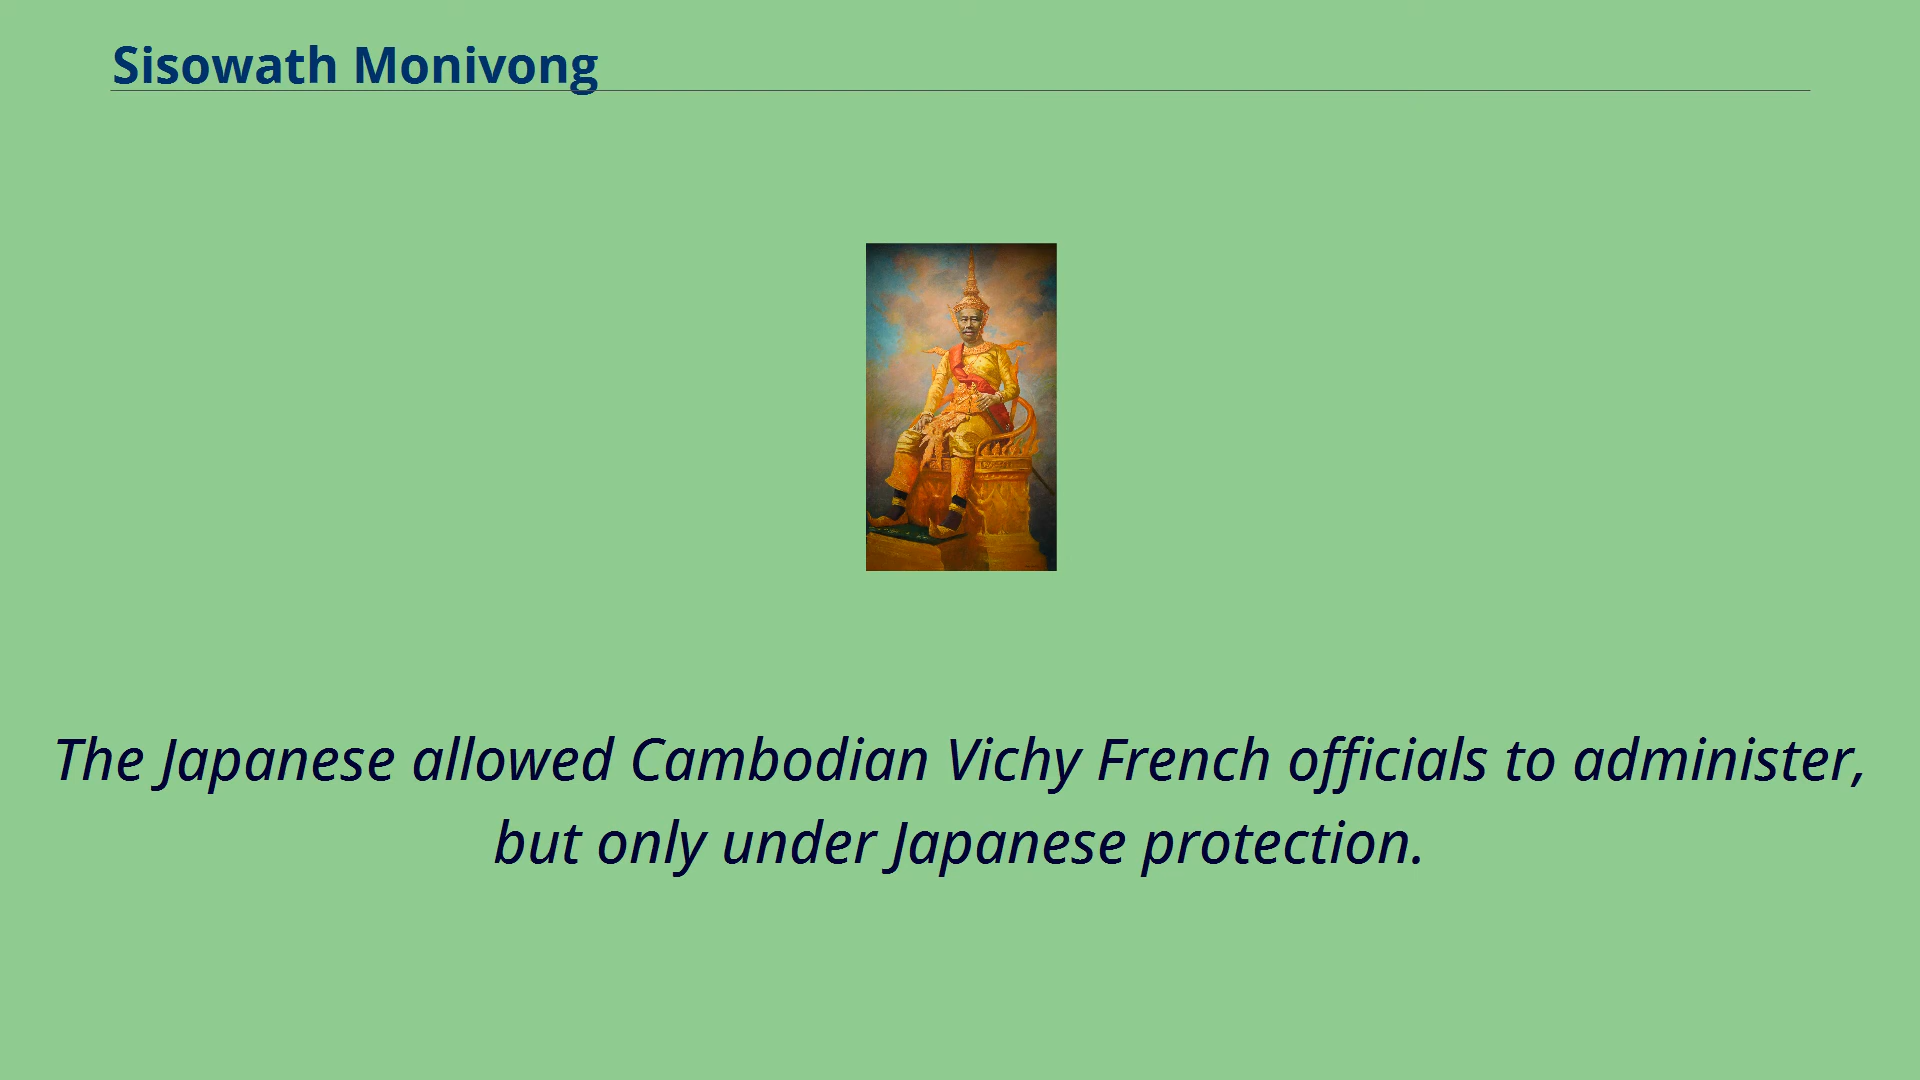 Sisowath Monivong
The Japanese allowed Cambodian Vichy French officials to administer,
but only under Japanese protection.